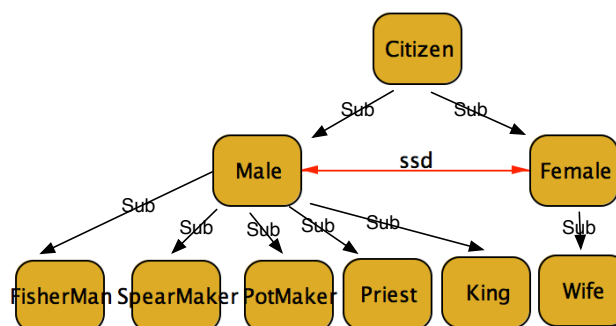 Citizen
Sub
Sub
Male
ssd
Female
Sub
Sub
Sub
Sub
Sub
Sub
FisherMan
SpearMaker
PotMaker
Priest
King
Wife